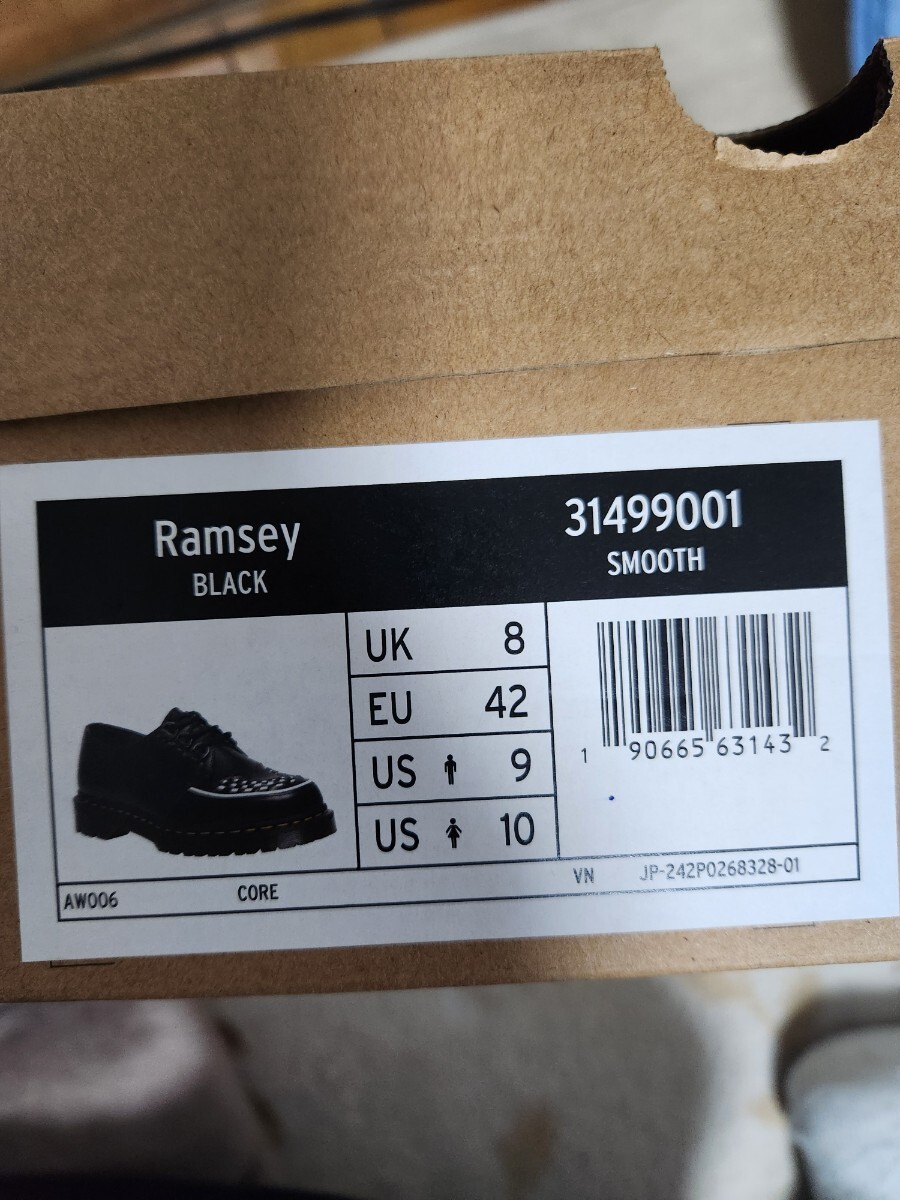 Ramsey
BLACK
31499001
SMOOTH
UK 8
EU 42
US 9
US 10
1 90665 63143 2
AW006 CORE VN JP-242P0268328-01